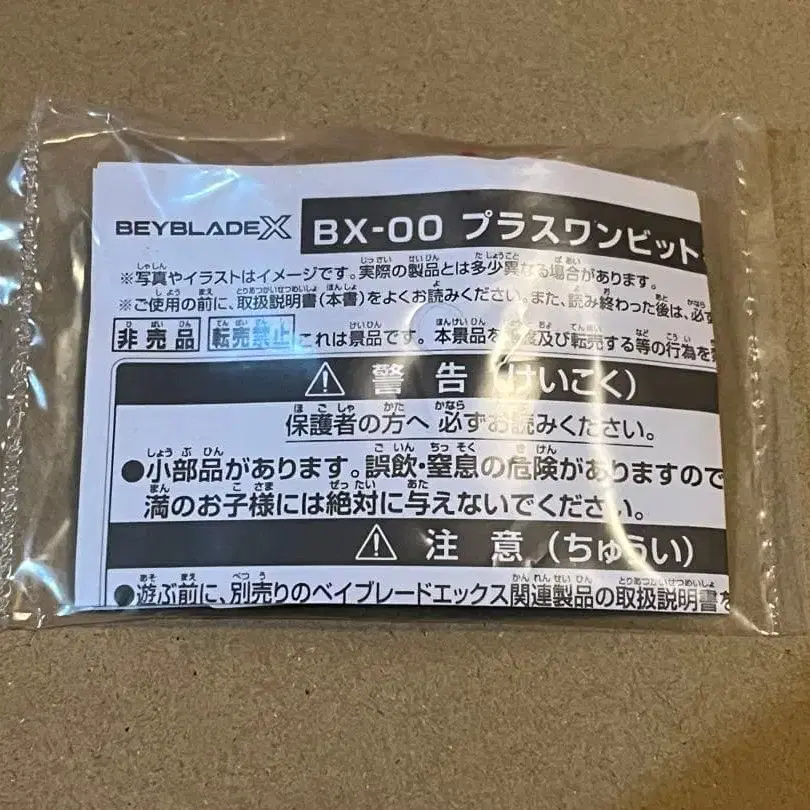 BEYBLADE X BX-00 プラスワンビット
※写真やイラストはイメージです。実際の製品とは多少異なる場合があります。
※ご使用の前に、取扱説明書(本書)をよくお読みください。また、読み終わった後は、必ず
非売品 転売禁止 これは景品です。本景品を 及び転売する等の行為を
⚠ 警告(けいこく)
保護者の方へ 必ずお読みください。
●小部品があります。誤飲・窒息の危険がありますので
満のお子様には絶対に与えないでください。
⚠ 注意(ちゅうい)
●遊ぶ前に、別売りのベイブレードエックス関連製品の取扱説明書を